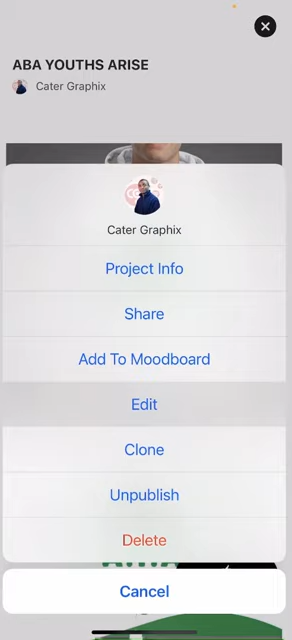 ABA YOUTHS ARISE
Cater Graphix
Cater Graphix
Project Info
Share
Add To Moodboard
Edit
Clone
Unpublish
Delete
Cancel